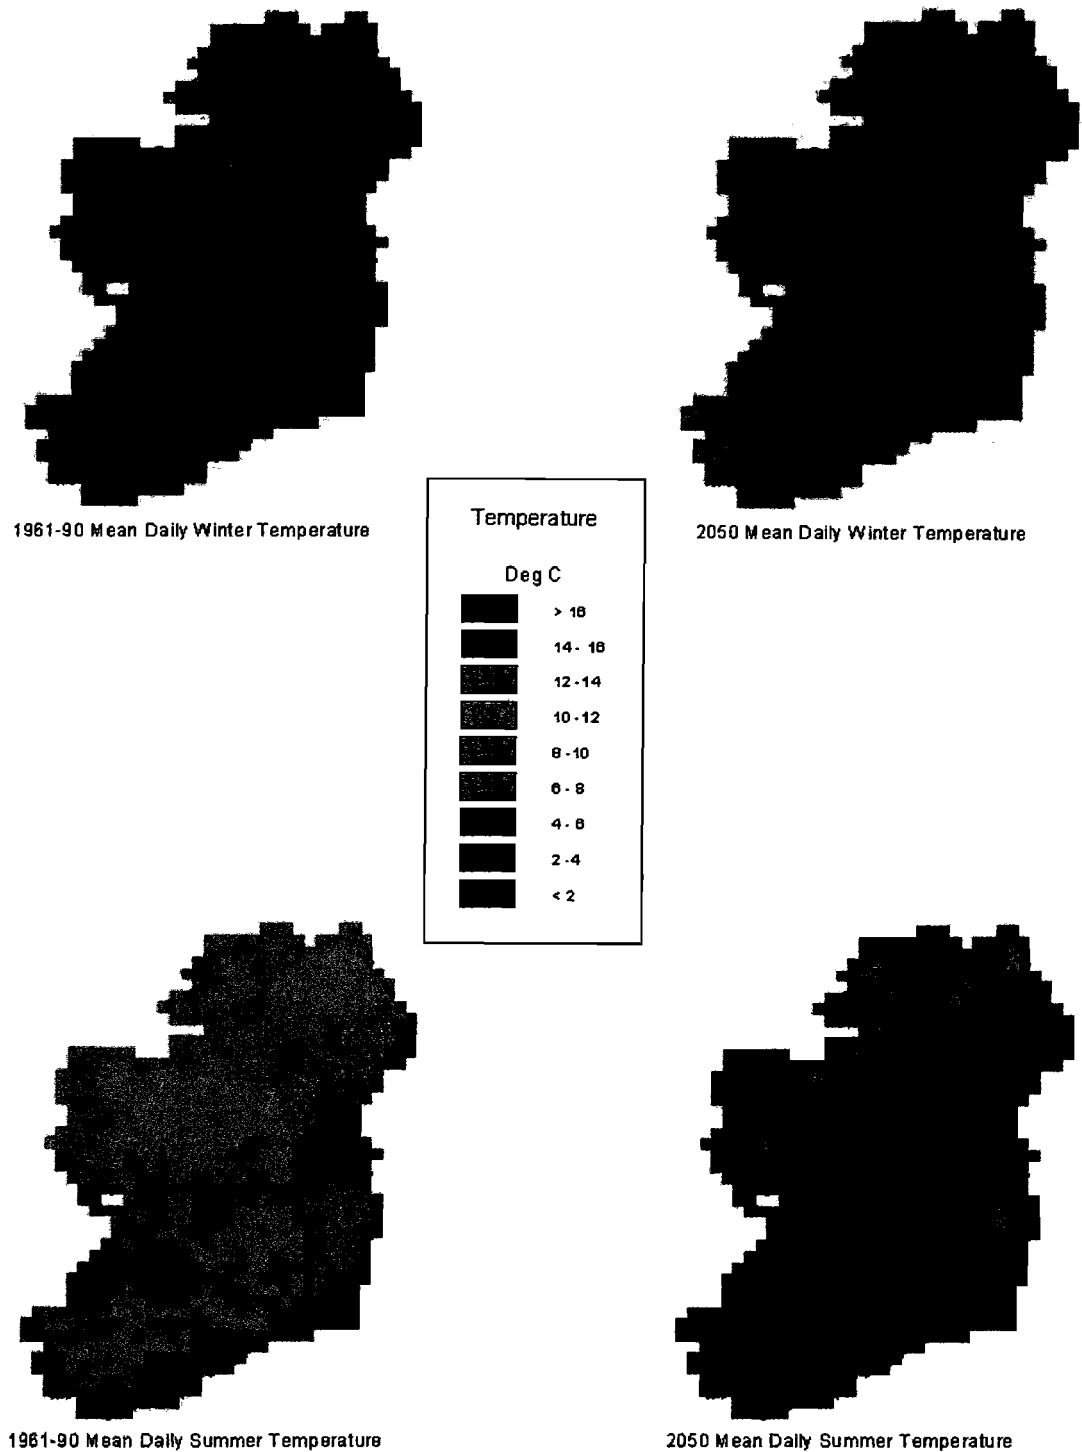 1961-90 Mean Daily Winter Temperature
2050 Mean Daily Winter Temperature
Temperature
Deg C
> 16
14 - 16
12 - 14
10 - 12
8 - 10
6 - 8
4 - 6
2 - 4
< 2
1961-90 Mean Daily Summer Temperature
2050 Mean Daily Summer Temperature